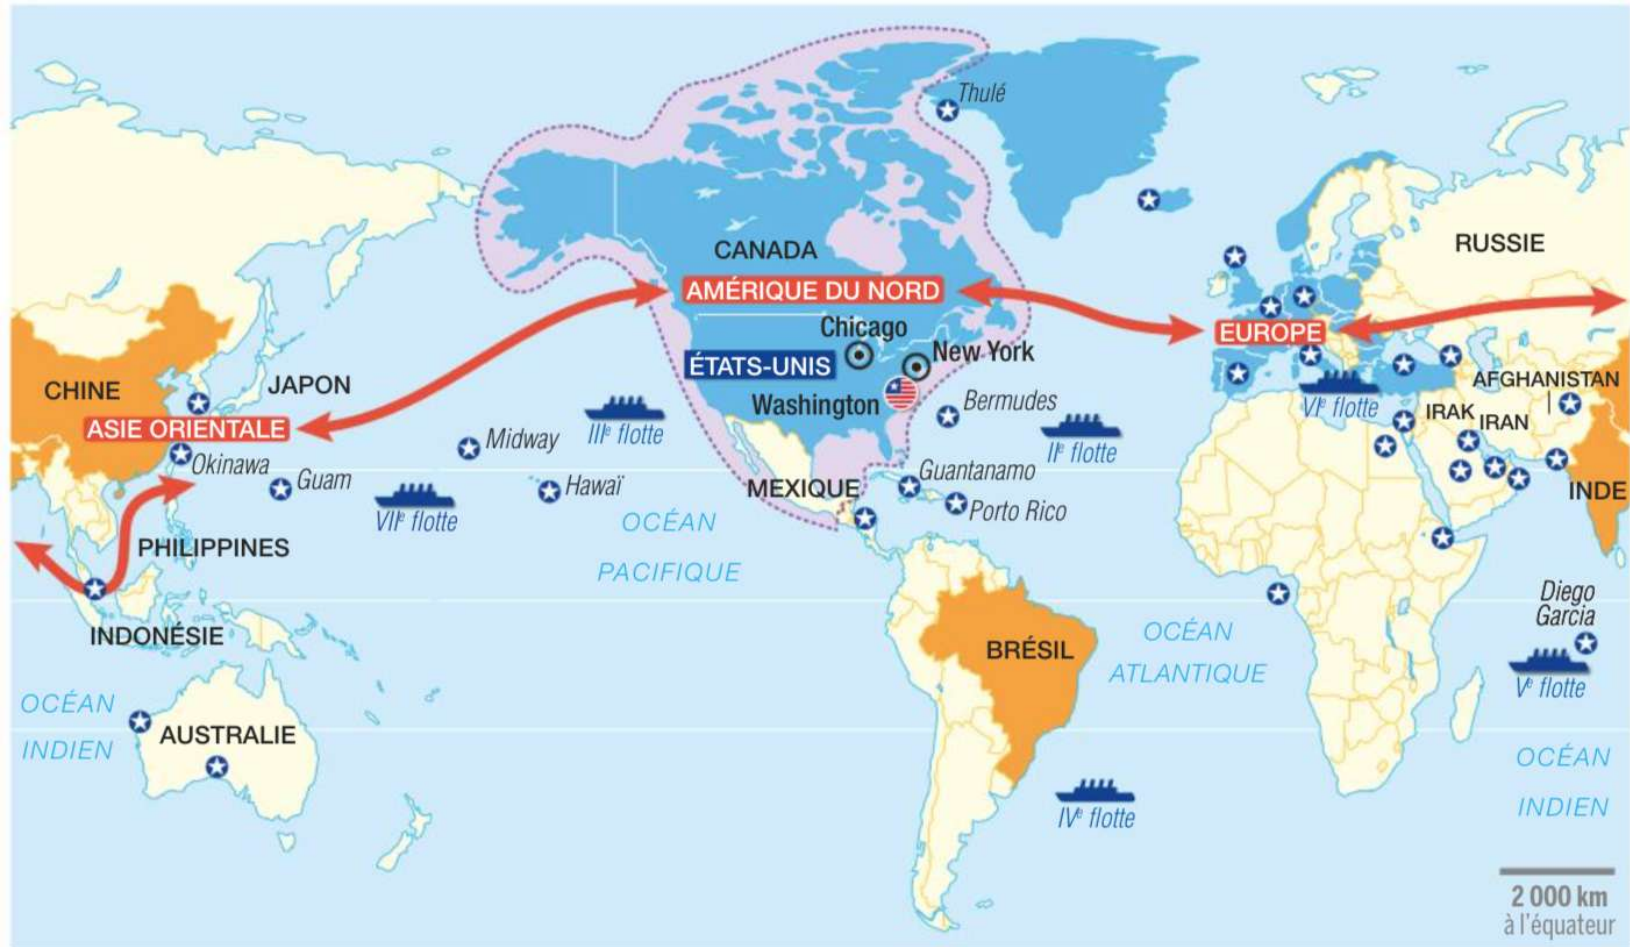 Thulé
CANADA
RUSSIE
AMÉRIQUE DU NORD
EUROPE
Chicago
New York
ÉTATS-UNIS
Washington
CHINE
JAPON
ASIE ORIENTALE
Okinawa
Guam
Midway
Hawaï
IIIᵉ flotte
VIIᵉ flotte
Bermudes
IIᵉ flotte
VIᵉ flotte
AFGHANISTAN
IRAK
IRAN
INDE
Guantanamo
MEXIQUE
Porto Rico
OCÉAN
PACIFIQUE
PHILIPPINES
INDONÉSIE
BRÉSIL
OCÉAN
ATLANTIQUE
Diego
Garcia
Vᵉ flotte
OCÉAN
INDIEN
AUSTRALIE
OCÉAN
INDIEN
IVᵉ flotte
2 000 km
à l'équateur